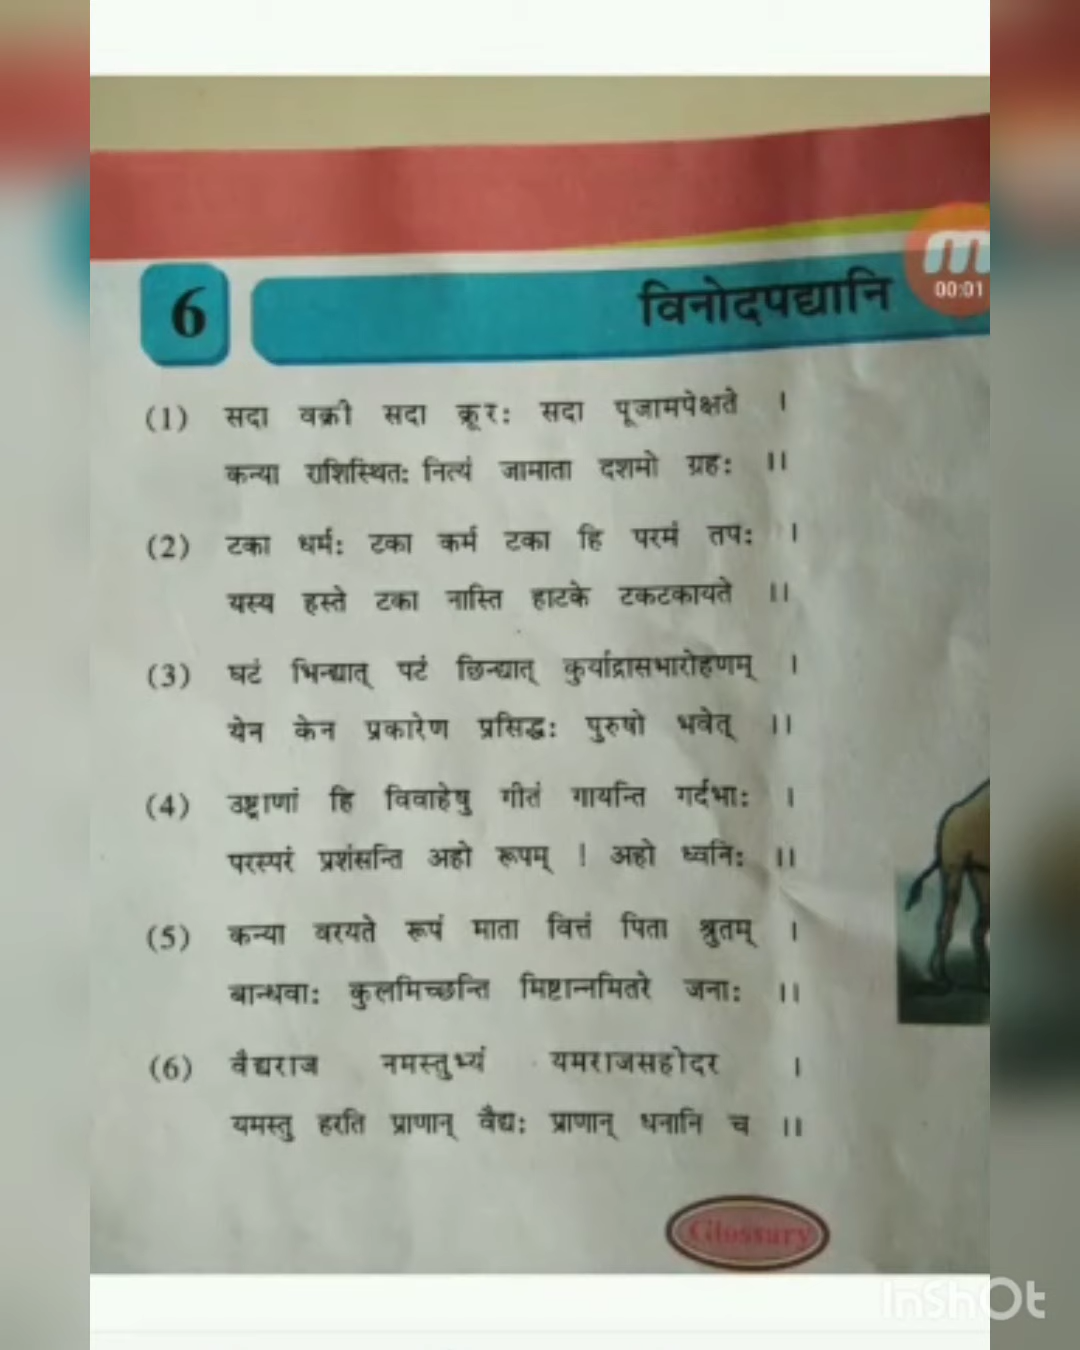 6
विनोदपद्यानि
00:01
(1) सदा वक्री सदा क्रूरः सदा पूजामपेक्षते ।
कन्या राशिस्थितः नित्यं जामाता दशमो ग्रहः ।।
(2) टका धर्मः टका कर्म टका हि परमं तपः ।
यस्य हस्ते टका नास्ति हाटके टकटकायते ।।
(3) घटं भिन्द्यात् पटं छिन्द्यात् कुर्याद्रासभारोहणम् ।
येन केन प्रकारेण प्रसिद्धः पुरुषो भवेत् ।।
(4) उष्ट्राणां हि विवाहेषु गीतं गायन्ति गर्दभाः ।
परस्परं प्रशंसन्ति अहो रूपम् ! अहो ध्वनिः ।।
(5) कन्या वरयते रूपं माता वित्तं पिता श्रुतम् ।
बान्धवाः कुलमिच्छन्ति मिष्टान्नमितरे जनाः ।।
(6) वैद्यराज नमस्तुभ्यं यमराजसहोदर ।
यमस्तु हरति प्राणान् वैद्यः प्राणान् धनानि च ।।
Glossary
InShOt